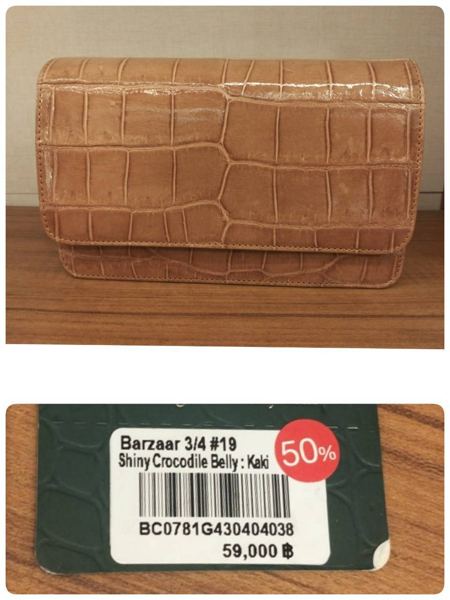 Barzaar 3/4 #19
Shiny Crocodile Belly : Kaki
50%
BC0781G430404038
59,000 ฿